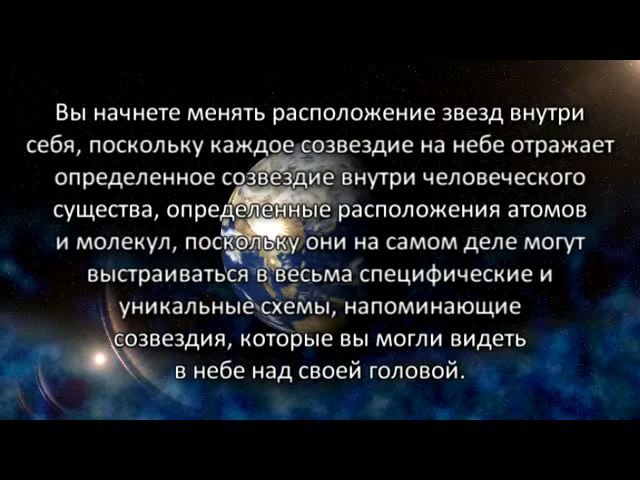 Вы начнете менять расположение звезд внутри
себя, поскольку каждое созвездие на небе отражает
определенное созвездие внутри человеческого
существа, определенные расположения атомов
и молекул, поскольку они на самом деле могут
выстраиваться в весьма специфические и
уникальные схемы, напоминающие
созвездия, которые вы могли видеть
в небе над своей головой.